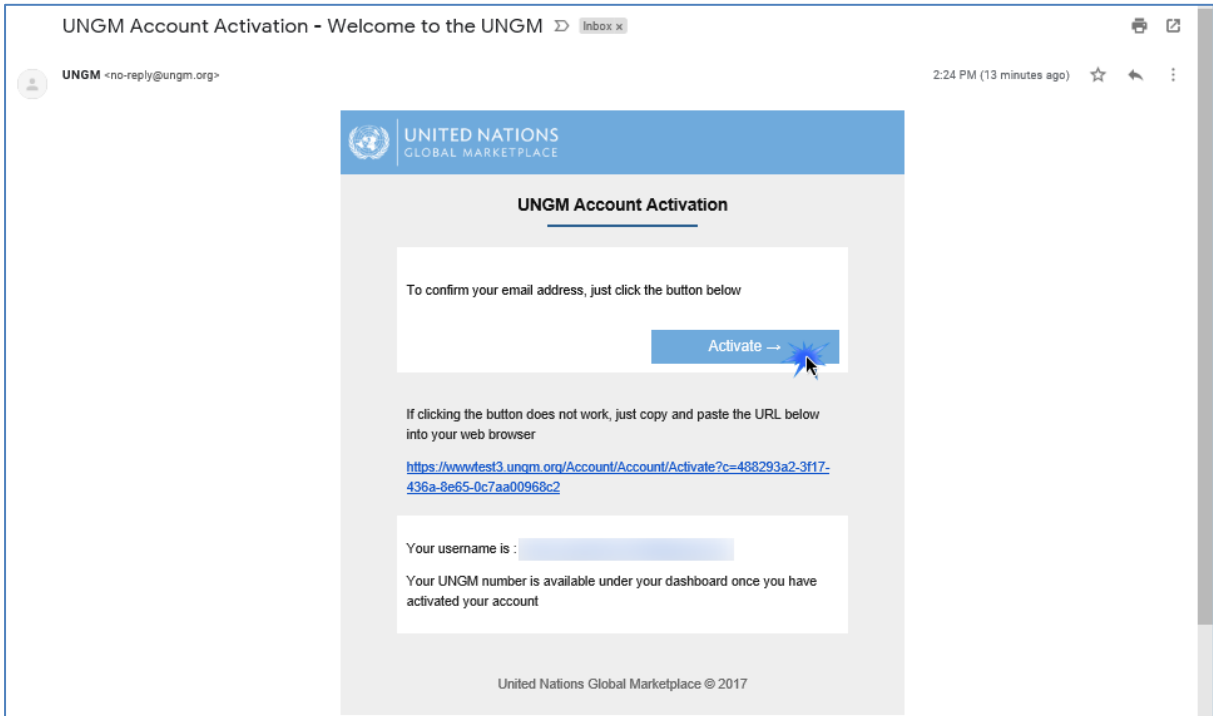 UNGM Account Activation - Welcome to the UNGM Inbox x
UNGM <no-reply@ungm.org> 2:24 PM (13 minutes ago)
UNITED NATIONS
GLOBAL MARKETPLACE
UNGM Account Activation
To confirm your email address, just click the button below
Activate →
If clicking the button does not work, just copy and paste the URL below
into your web browser
https://wwwtest3.ungm.org/Account/Account/Activate?c=488293a2-3f17-
436a-8e65-0c7aa00968c2
Your username is :
Your UNGM number is available under your dashboard once you have
activated your account
United Nations Global Marketplace © 2017